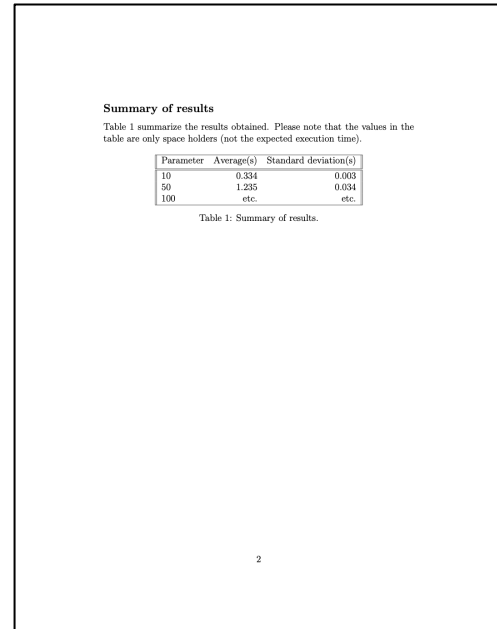 Summary of results
Table 1 summarize the results obtained. Please note that the values in the
table are only space holders (not the expected execution time).
Parameter Average(s) Standard deviation(s)
10 0.334 0.003
50 1.235 0.034
100 etc. etc.
Table 1: Summary of results.
2